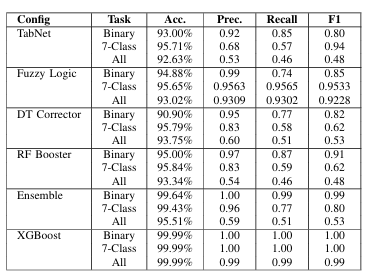 Config Task Acc. Prec. Recall F1
TabNet Binary 93.00% 0.92 0.85 0.80
7-Class 95.71% 0.68 0.57 0.94
All 92.63% 0.53 0.46 0.48
Fuzzy Logic Binary 94.88% 0.99 0.74 0.85
7-Class 95.65% 0.9563 0.9565 0.9533
All 93.02% 0.9309 0.9302 0.9228
DT Corrector Binary 90.90% 0.95 0.77 0.82
7-Class 95.79% 0.83 0.58 0.62
All 93.75% 0.60 0.51 0.53
RF Booster Binary 95.00% 0.97 0.87 0.91
7-Class 95.84% 0.83 0.59 0.62
All 93.34% 0.54 0.46 0.48
Ensemble Binary 99.64% 1.00 0.99 0.99
7-Class 99.43% 0.96 0.77 0.80
All 95.51% 0.59 0.51 0.53
XGBoost Binary 99.99% 1.00 1.00 1.00
7-Class 99.99% 1.00 1.00 1.00
All 99.99% 0.99 0.99 0.99